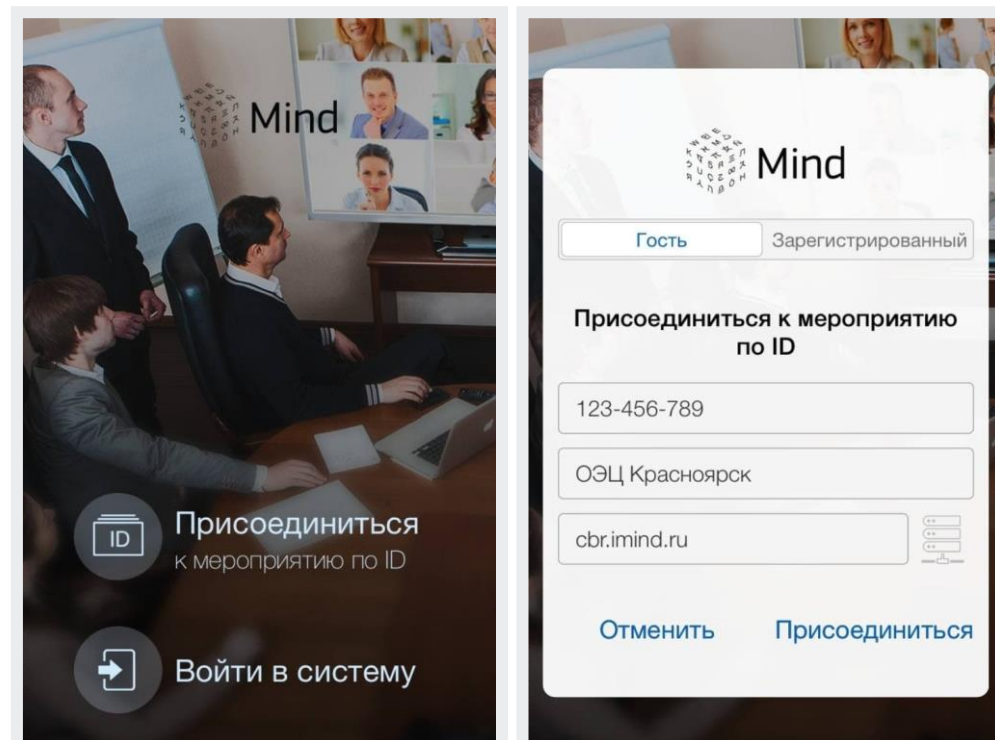 Mind
ID
Присоединиться
к мероприятию по ID
Войти в систему
Mind
Гость
Зарегистрированный
Присоединиться к мероприятию
по ID
123-456-789
ОЭЦ Красноярск
cbr.imind.ru
Отменить
Присоединиться